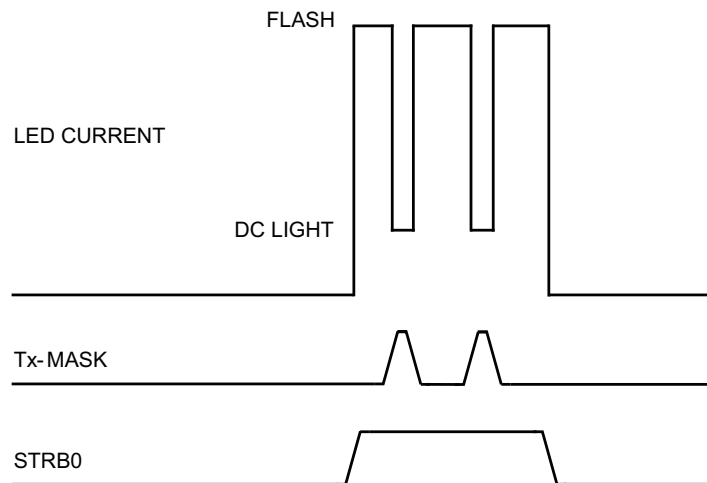 FLASH
LED CURRENT
DC LIGHT
Tx-MASK
STRB0